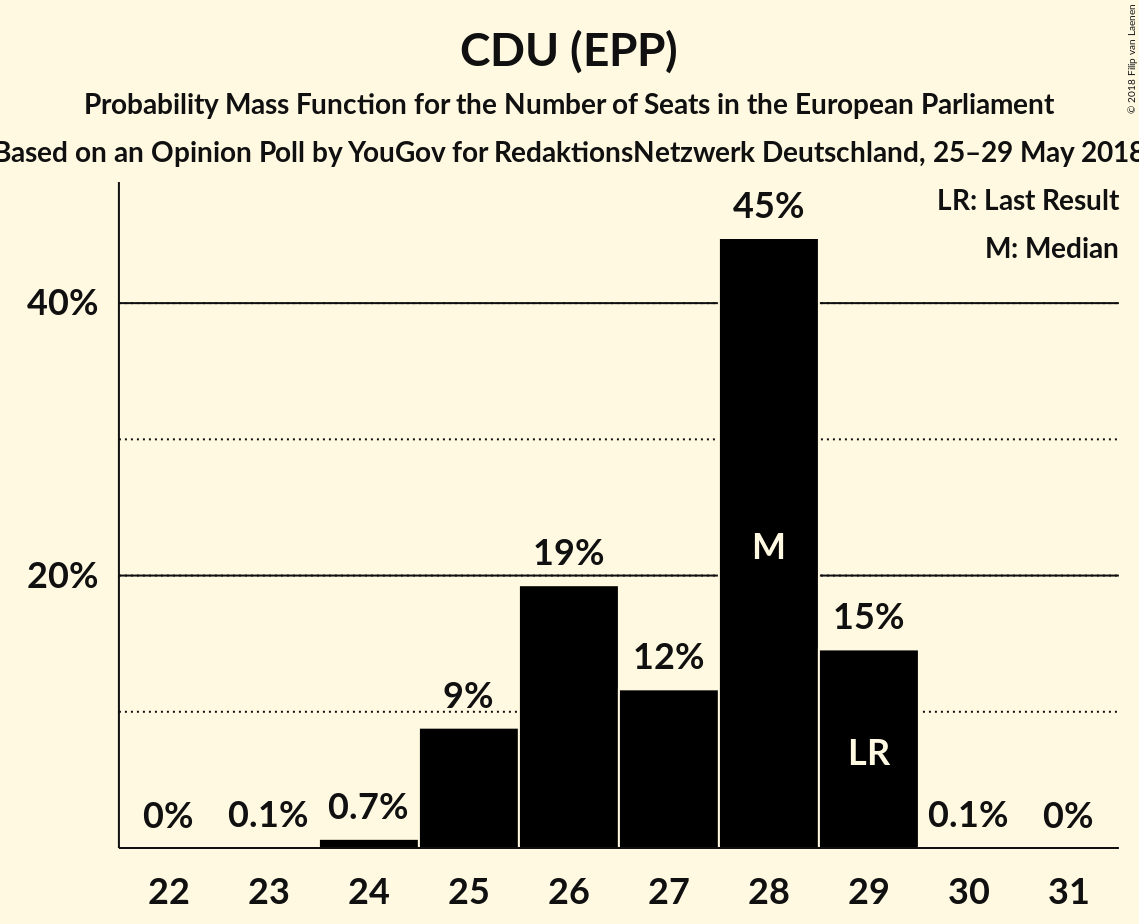 CDU (EPP)
Probability Mass Function for the Number of Seats in the European Parliament
Based on an Opinion Poll by YouGov for RedaktionsNetzwerk Deutschland, 25–29 May 2018
© 2018 Filip van Laenen
LR: Last Result
M: Median
40%
20%
0%
0.1%
0.7%
9%
19%
12%
45%
M
15%
LR
0.1%
0%
22 23 24 25 26 27 28 29 30 31